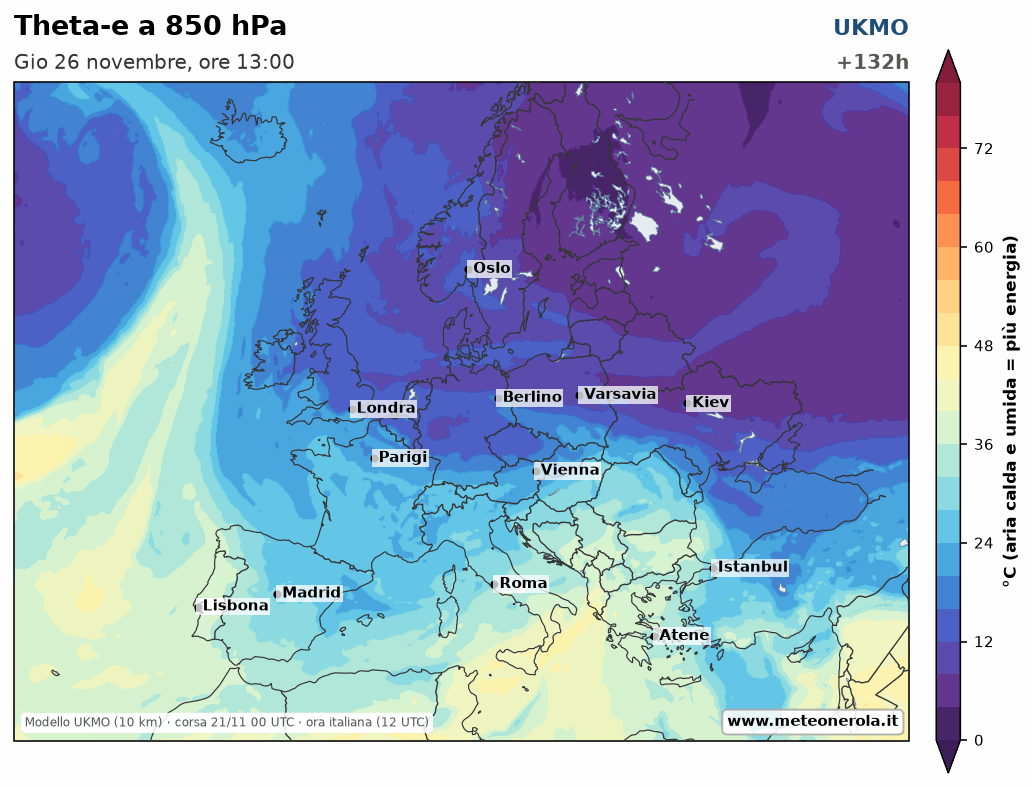 Theta-e a 850 hPa
UKMO
Gio 26 novembre, ore 13:00
+132h
72
60
48
36
24
12
0
°C (aria calda e umida = più energia)
Oslo
Berlino
Varsavia
Kiev
Londra
Parigi
Vienna
Istanbul
Roma
Madrid
Lisbona
Atene
Modello UKMO (10 km) · corsa 21/11 00 UTC · ora italiana (12 UTC)
www.meteonerola.it